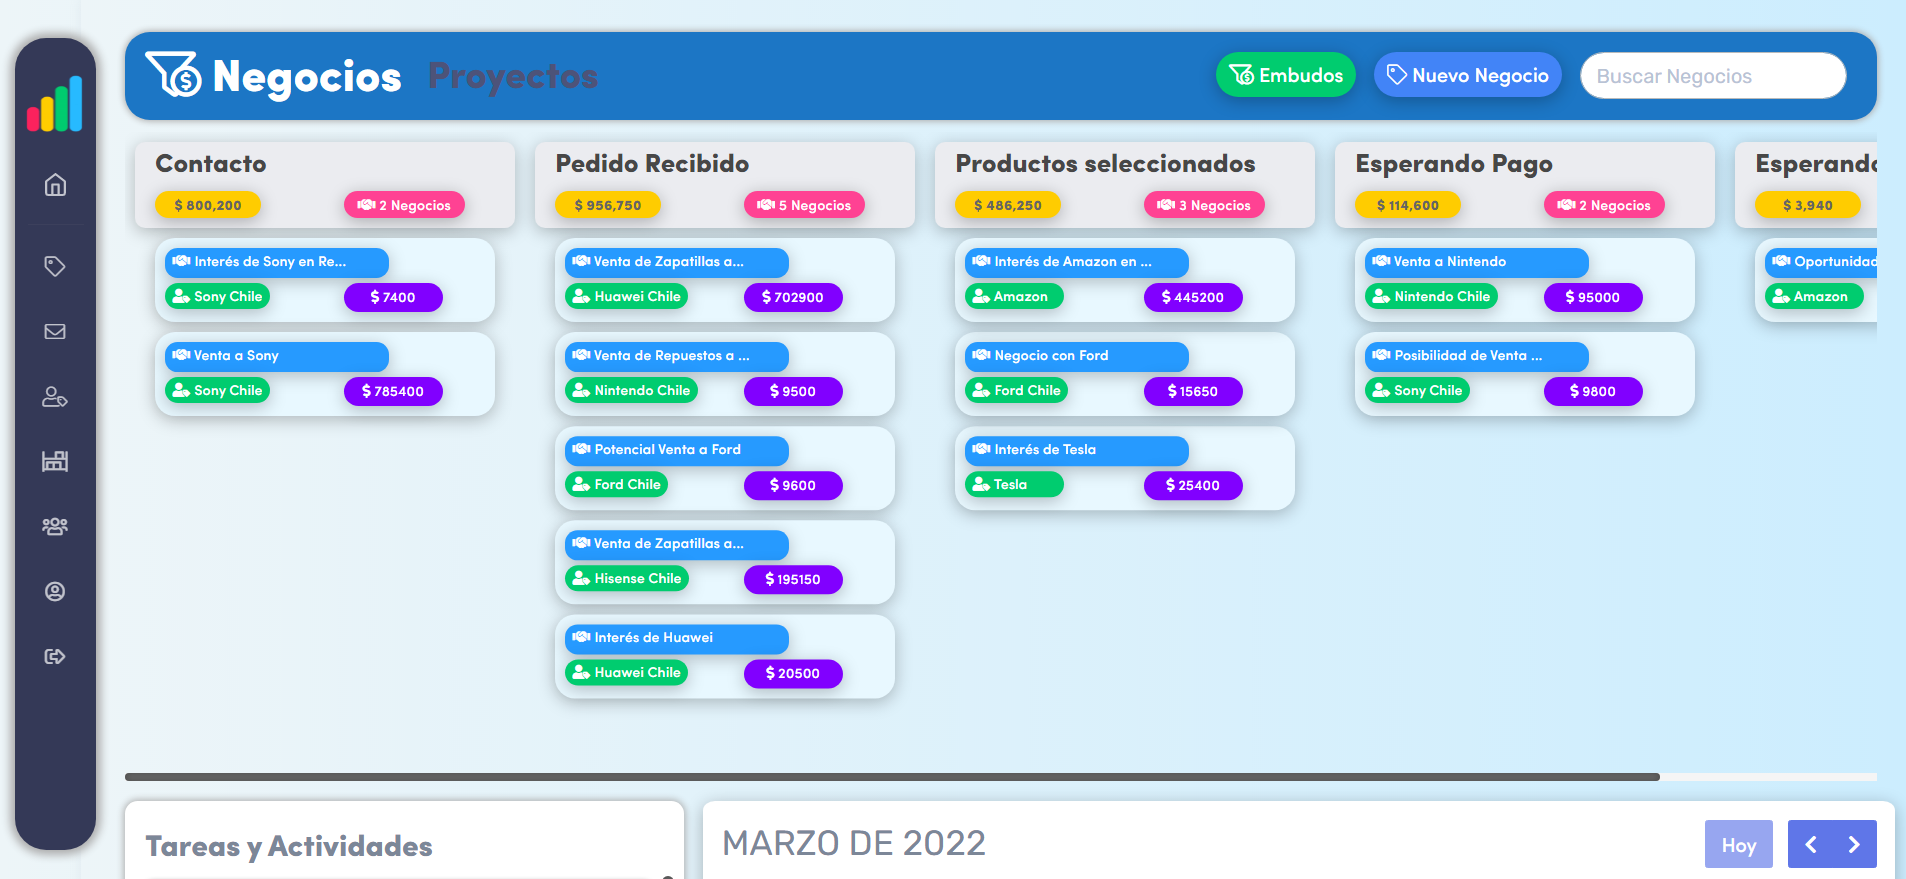 Negocios
Proyectos
Embudos
Nuevo Negocio
Buscar Negocios
Contacto
$ 800,200
2 Negocios
Interés de Sony en Re...
Sony Chile
$ 7400
Venta a Sony
Sony Chile
$ 785400
Pedido Recibido
$ 956,750
5 Negocios
Venta de Zapatillas a...
Huawei Chile
$ 702900
Venta de Repuestos a ...
Nintendo Chile
$ 9500
Potencial Venta a Ford
Ford Chile
$ 9600
Venta de Zapatillas a...
Hisense Chile
$ 195150
Interés de Huawei
Huawei Chile
$ 20500
Productos seleccionados
$ 486,250
3 Negocios
Interés de Amazon en ...
Amazon
$ 445200
Negocio con Ford
Ford Chile
$ 15650
Interés de Tesla
Tesla
$ 25400
Esperando Pago
$ 114,600
2 Negocios
Venta a Nintendo
Nintendo Chile
$ 95000
Posibilidad de Venta ...
Sony Chile
$ 9800
Esperando
$ 3,940
Oportunidad
Amazon
Tareas y Actividades
MARZO DE 2022
Hoy